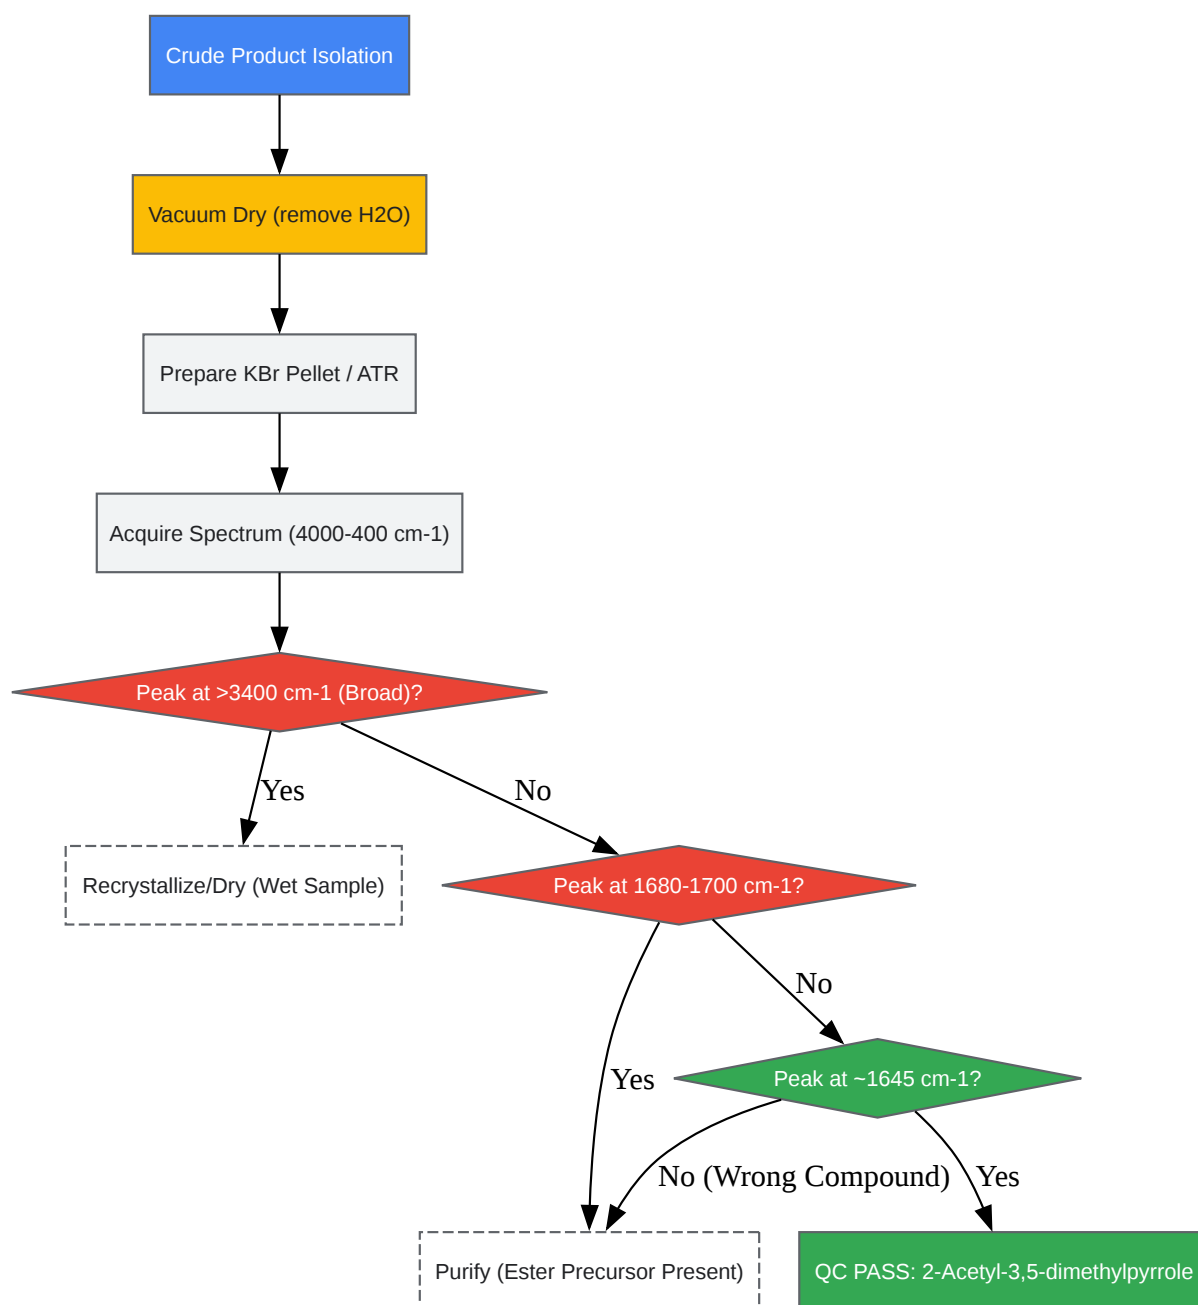 Crude Product Isolation
Vacuum Dry (remove H2O)
Prepare KBr Pellet / ATR
Acquire Spectrum (4000-400 cm-1)
Peak at >3400 cm-1 (Broad)?
Yes
No
Recrystallize/Dry (Wet Sample)
Peak at 1680-1700 cm-1?
No
Yes
Peak at ~1645 cm-1?
No (Wrong Compound)
Yes
Purify (Ester Precursor Present)
QC PASS: 2-Acetyl-3,5-dimethylpyrrole